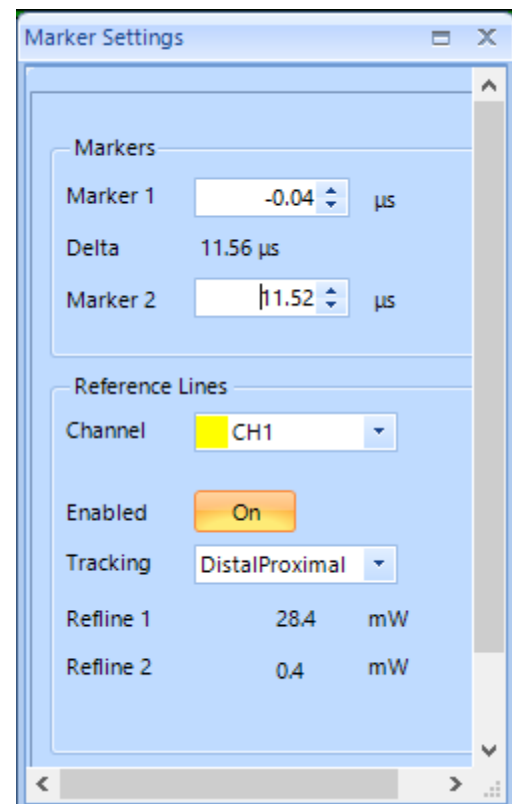 Marker Settings
Markers
Marker 1 -0.04 µs
Delta 11.56 µs
Marker 2 11.52 µs
Reference Lines
Channel CH1
Enabled On
Tracking DistalProximal
Refline 1 28.4 mW
Refline 2 0.4 mW